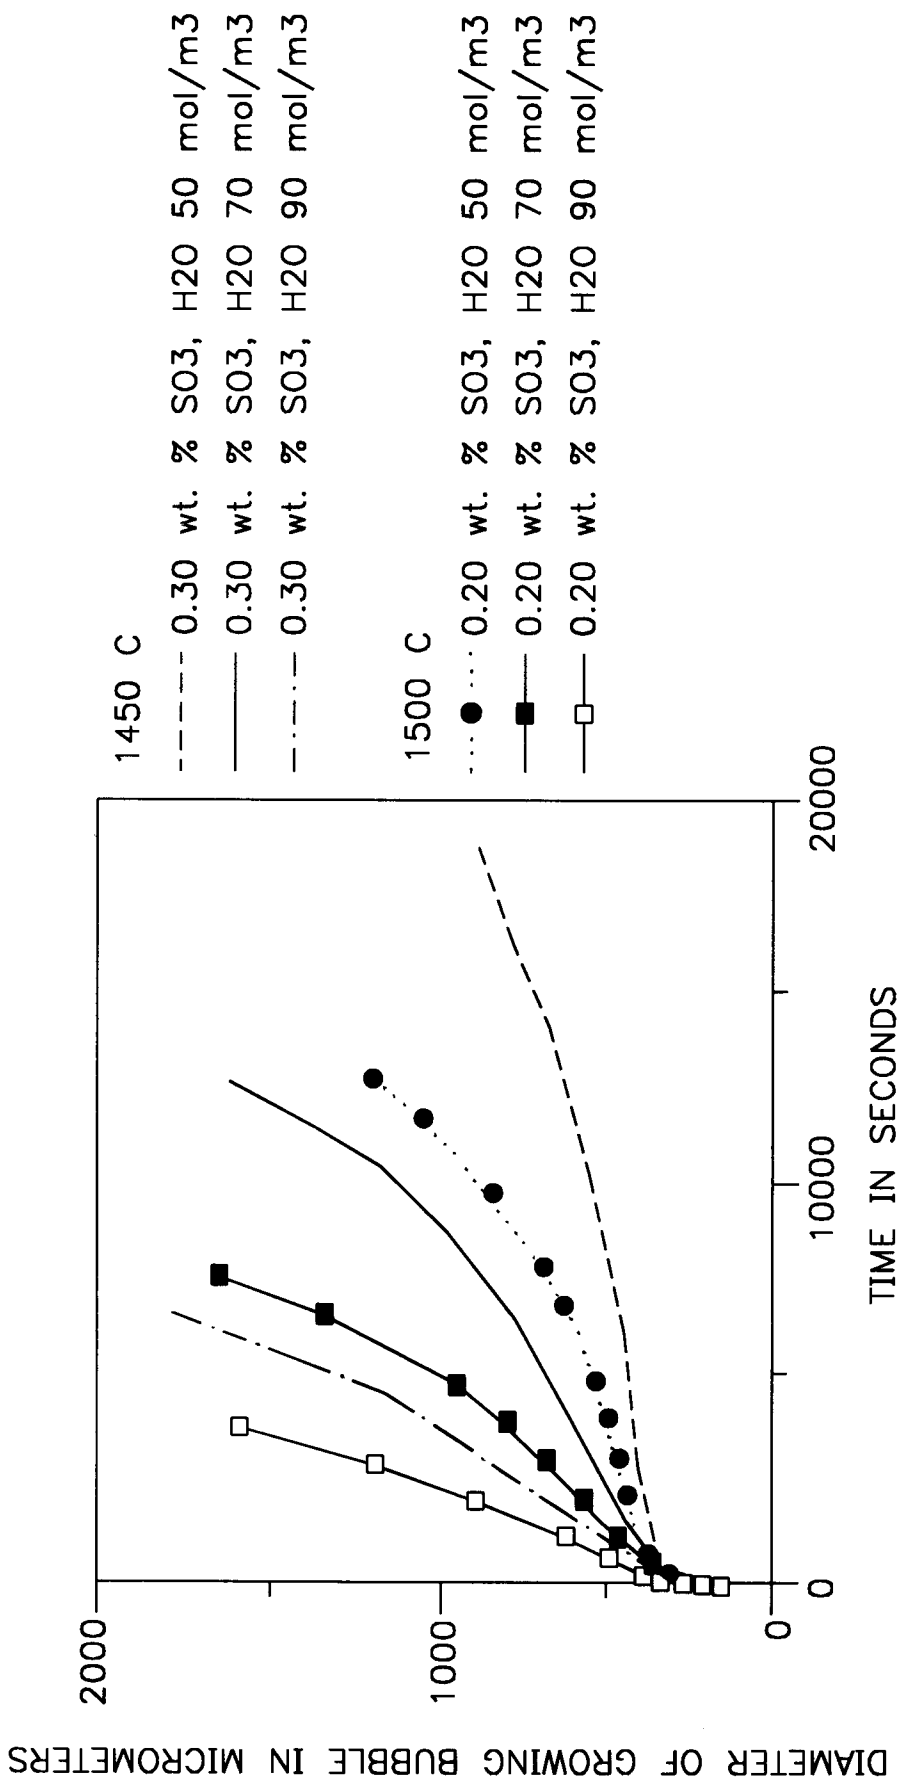 DIAMETER OF GROWING BUBBLE IN MICROMETERS
2000
1000
0
0
10000
20000
TIME IN SECONDS
1450 C
0.30 wt. % SO3, H2O 50 mol/m3
0.30 wt. % SO3, H2O 70 mol/m3
0.30 wt. % SO3, H2O 90 mol/m3
1500 C
0.20 wt. % SO3, H2O 50 mol/m3
0.20 wt. % SO3, H2O 70 mol/m3
0.20 wt. % SO3, H2O 90 mol/m3